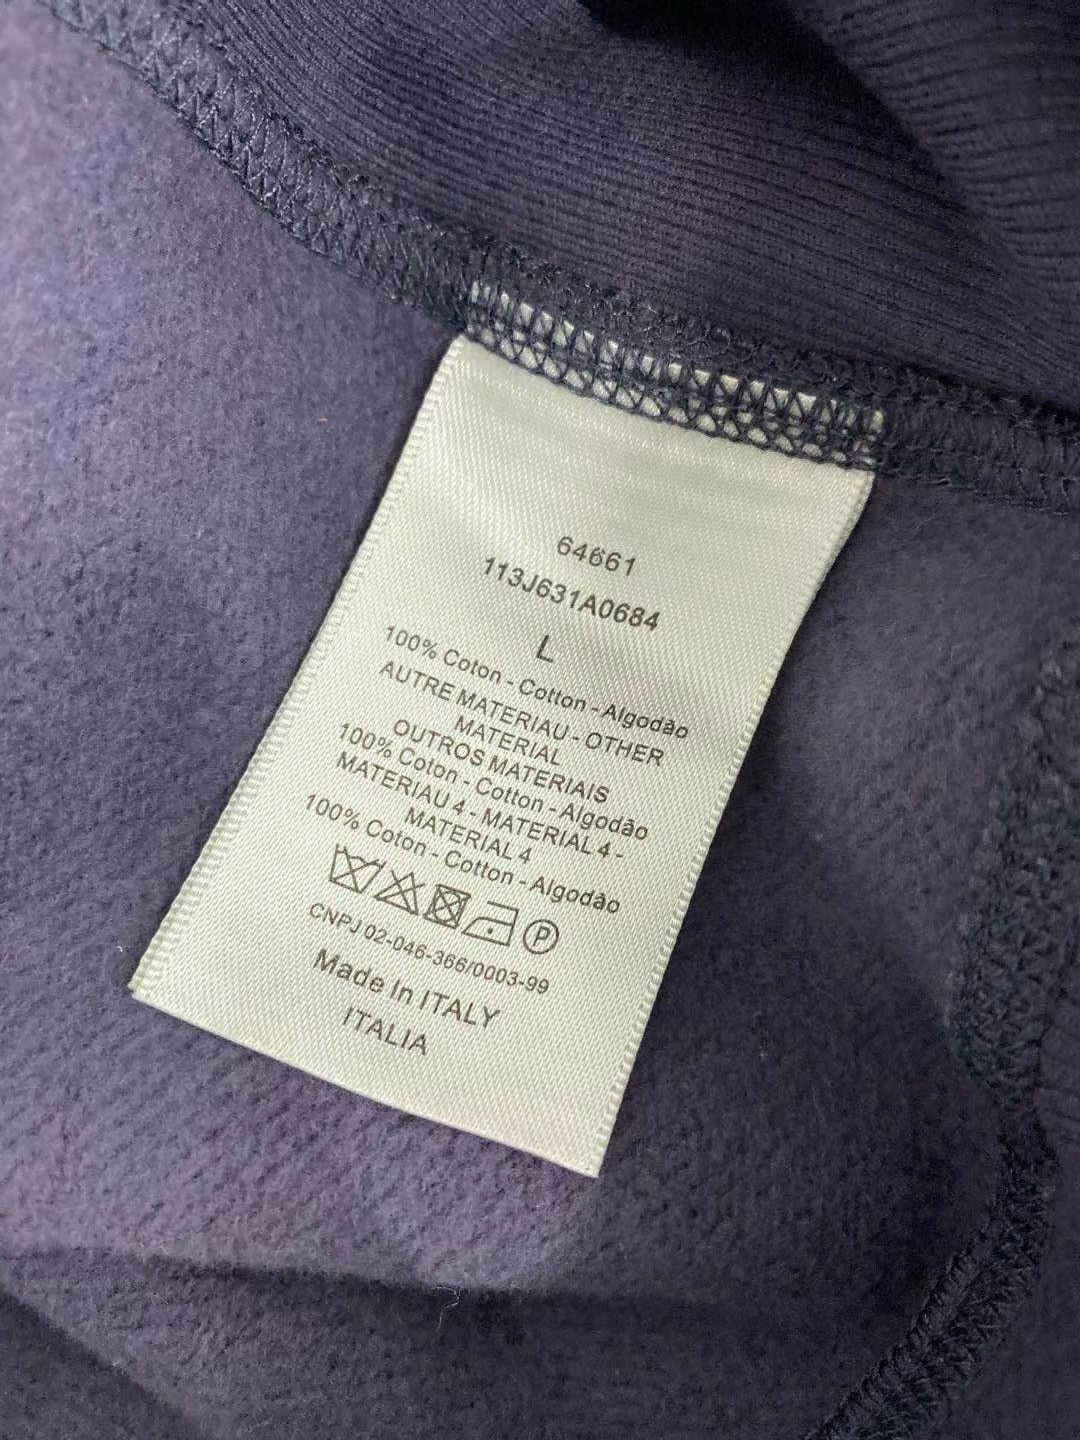 64661
113J631A0684
L
100% Coton - Cotton - Algodão
AUTRE MATERIAU - OTHER
MATERIAL
OUTROS MATERIAIS
100% Coton - Cotton - Algodão
MATERIAU 4 - MATERIAL 4 -
MATERIAL 4
100% Coton - Cotton - Algodão
P
CNPJ 02-046-366/0003-99
Made In ITALY
ITALIA